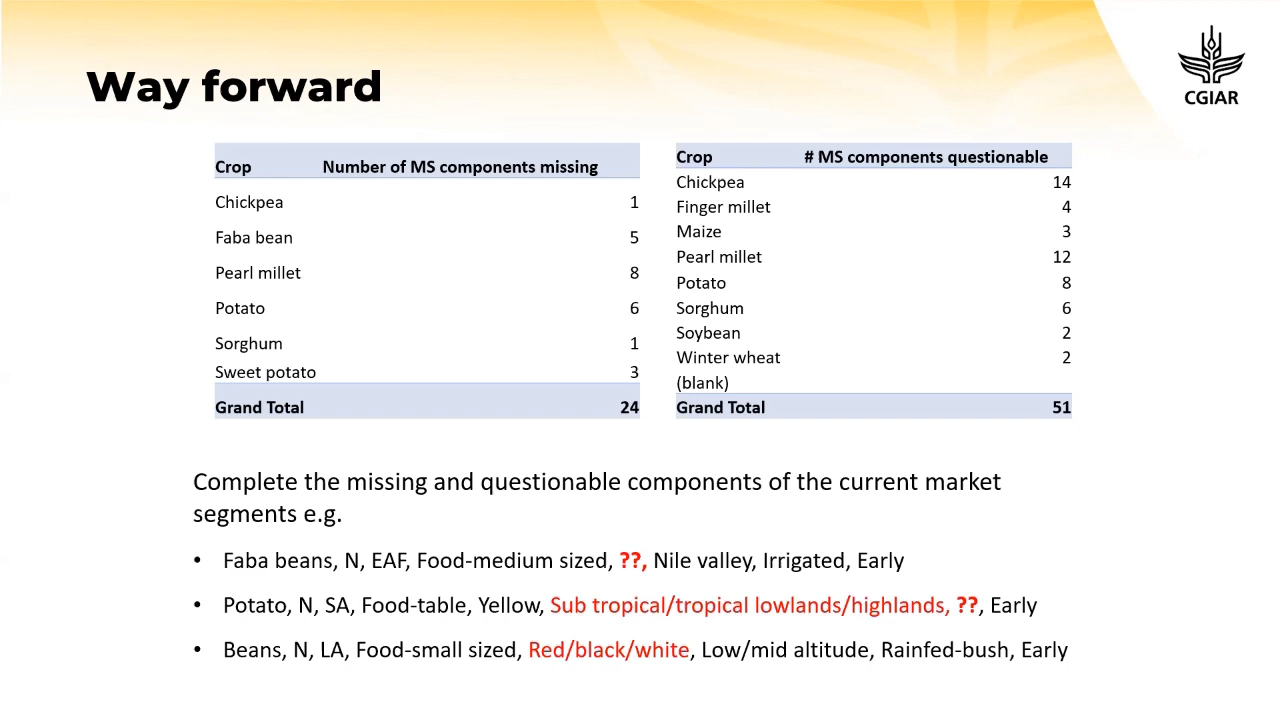 Way forward
CGIAR
Crop Number of MS components missing
Chickpea 1
Faba bean 5
Pearl millet 8
Potato 6
Sorghum 1
Sweet potato 3
Grand Total 24
Crop # MS components questionable
Chickpea 14
Finger millet 4
Maize 3
Pearl millet 12
Potato 8
Sorghum 6
Soybean 2
Winter wheat 2
(blank)
Grand Total 51
Complete the missing and questionable components of the current market
segments e.g.
• Faba beans, N, EAF, Food-medium sized, ??, Nile valley, Irrigated, Early
• Potato, N, SA, Food-table, Yellow, Sub tropical/tropical lowlands/highlands, ??, Early
• Beans, N, LA, Food-small sized, Red/black/white, Low/mid altitude, Rainfed-bush, Early